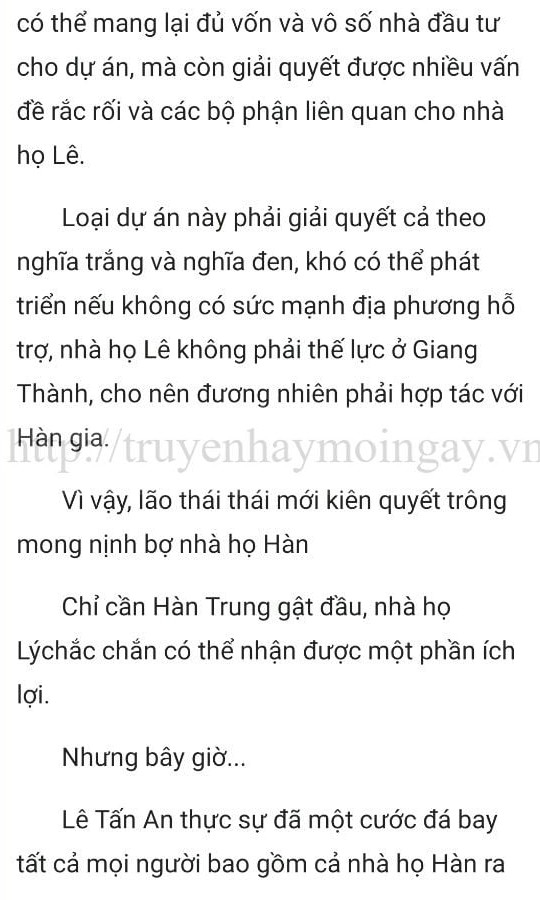 có thể mang lại đủ vốn và vô số nhà đầu tư
cho dự án, mà còn giải quyết được nhiều vấn
đề rắc rối và các bộ phận liên quan cho nhà
họ Lê.
Loại dự án này phải giải quyết cả theo
nghĩa trắng và nghĩa đen, khó có thể phát
triển nếu không có sức mạnh địa phương hỗ
trợ, nhà họ Lê không phải thế lực ở Giang
Thành, cho nên đương nhiên phải hợp tác với
Hàn gia.
http://truyenhaymoingay.vn
Vì vậy, lão thái thái mới kiên quyết trông
mong nịnh bợ nhà họ Hàn
Chỉ cần Hàn Trung gật đầu, nhà họ
Lýchắc chắn có thể nhận được một phần ích
lợi.
Nhưng bây giờ...
Lê Tấn An thực sự đã một cước đá bay
tất cả mọi người bao gồm cả nhà họ Hàn ra